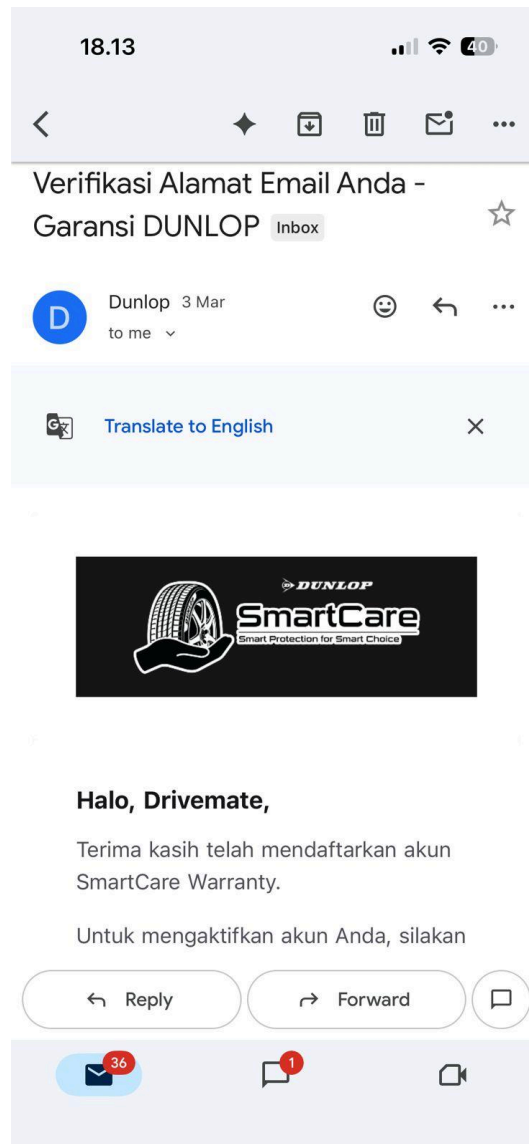 18.13
40
Verifikasi Alamat Email Anda -
Garansi DUNLOP Inbox
D
Dunlop 3 Mar
to me
Translate to English
DUNLOP
SmartCare
Smart Protection for Smart Choice
Halo, Drivemate,
Terima kasih telah mendaftarkan akun
SmartCare Warranty.
Untuk mengaktifkan akun Anda, silakan
Reply Forward
36 1